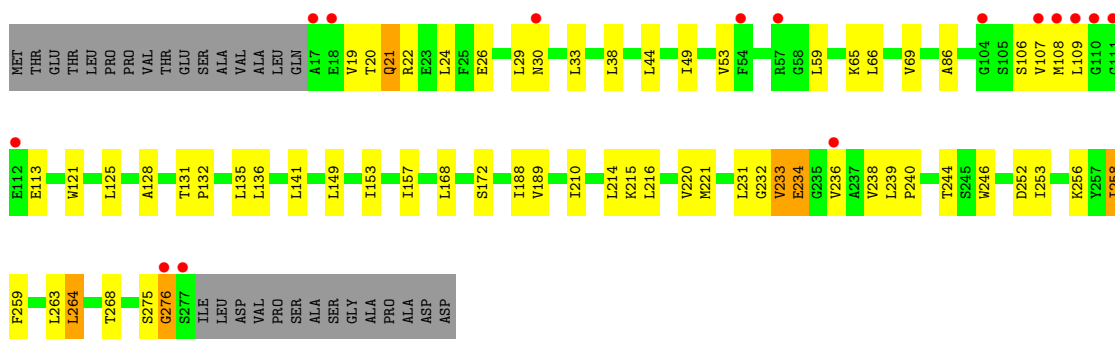 MET THR GLU THR LEU PRO PRO VAL THR GLU SER ALA VAL ALA LEU GLN A17 E18 V19 T20 Q21 R22 E23 L24 F25 E26 L29 N30 L33 L38 L44 I49 V53 F54 R57 G58 L59 K65 L66 V69 A86 G104 S105 S106 V107 M108 L109 G110 G111
E112 E113 W121 L125 A128 T131 P132 L135 L136 L141 L149 I153 I157 L168 S172 I188 V189 I210 L214 K215 L216 V220 M221 L231 G232 V233 E234 G235 V236 A237 V238 L239 P240 T244 S245 W246 D252 I253 K256 Y257 I258
F259 L263 L264 T268 S275 G276 S277 ILE LEU ASP VAL PRO SER ALA SER GLY ALA PRO ALA ASP ASP